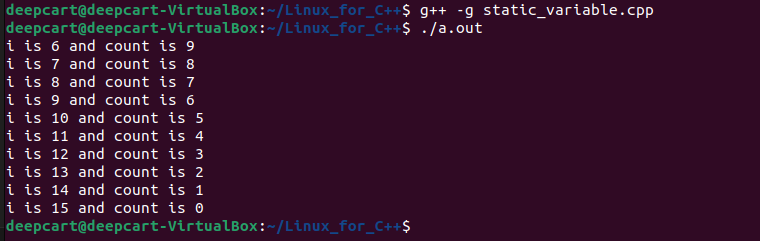 deepcart@deepcart-VirtualBox:~/Linux_for_C++$ g++ -g static_variable.cpp
deepcart@deepcart-VirtualBox:~/Linux_for_C++$ ./a.out
i is 6 and count is 9
i is 7 and count is 8
i is 8 and count is 7
i is 9 and count is 6
i is 10 and count is 5
i is 11 and count is 4
i is 12 and count is 3
i is 13 and count is 2
i is 14 and count is 1
i is 15 and count is 0
deepcart@deepcart-VirtualBox:~/Linux_for_C++$